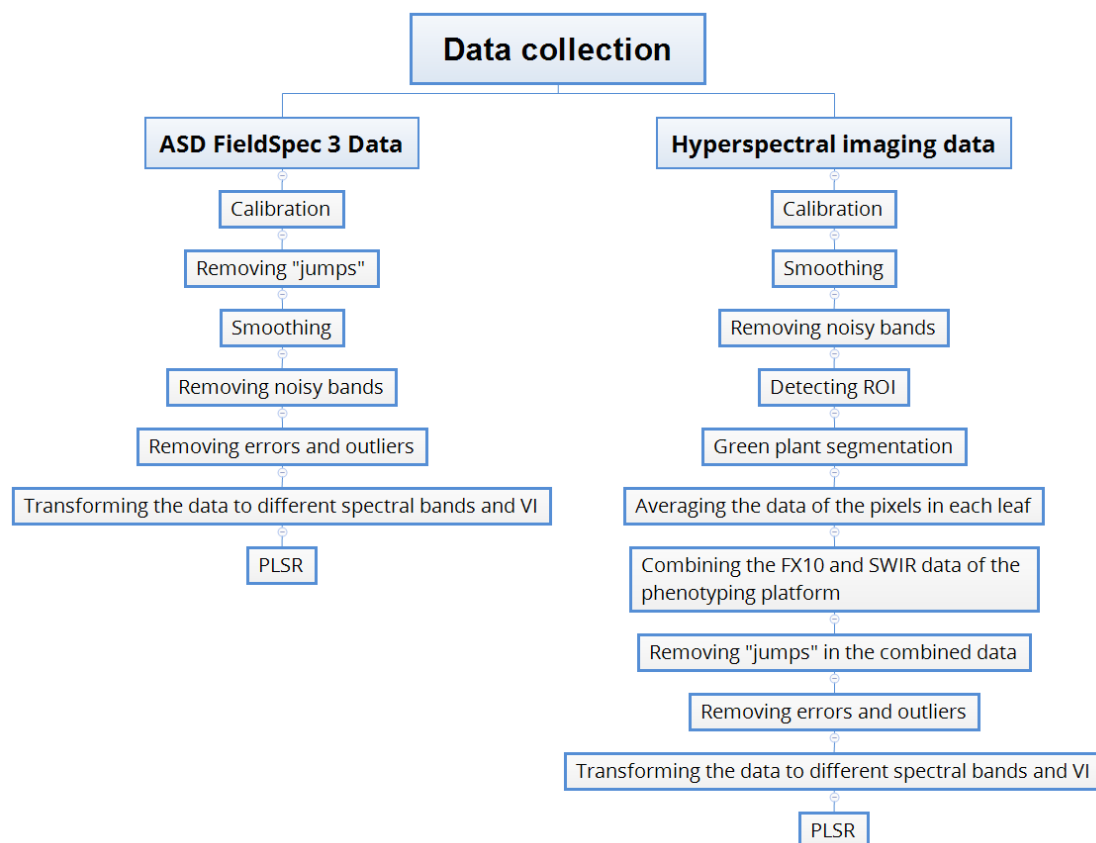 Data collection
ASD FieldSpec 3 Data
Calibration
Removing "jumps"
Smoothing
Removing noisy bands
Removing errors and outliers
Transforming the data to different spectral bands and VI
PLSR
Hyperspectral imaging data
Calibration
Smoothing
Removing noisy bands
Detecting ROI
Green plant segmentation
Averaging the data of the pixels in each leaf
Combining the FX10 and SWIR data of the
phenotyping platform
Removing "jumps" in the combined data
Removing errors and outliers
Transforming the data to different spectral bands and VI
PLSR